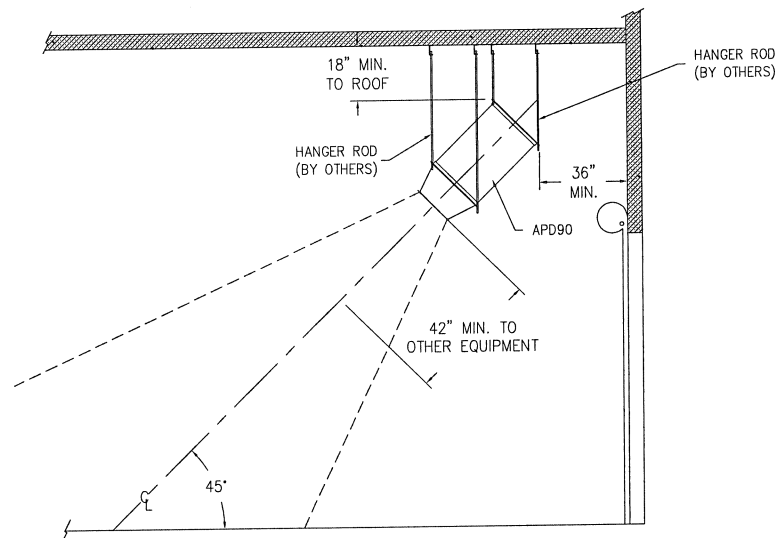 18" MIN.
TO ROOF
HANGER ROD
(BY OTHERS)
HANGER ROD
(BY OTHERS)
36"
MIN.
APD90
42" MIN. TO
OTHER EQUIPMENT
℄
45°